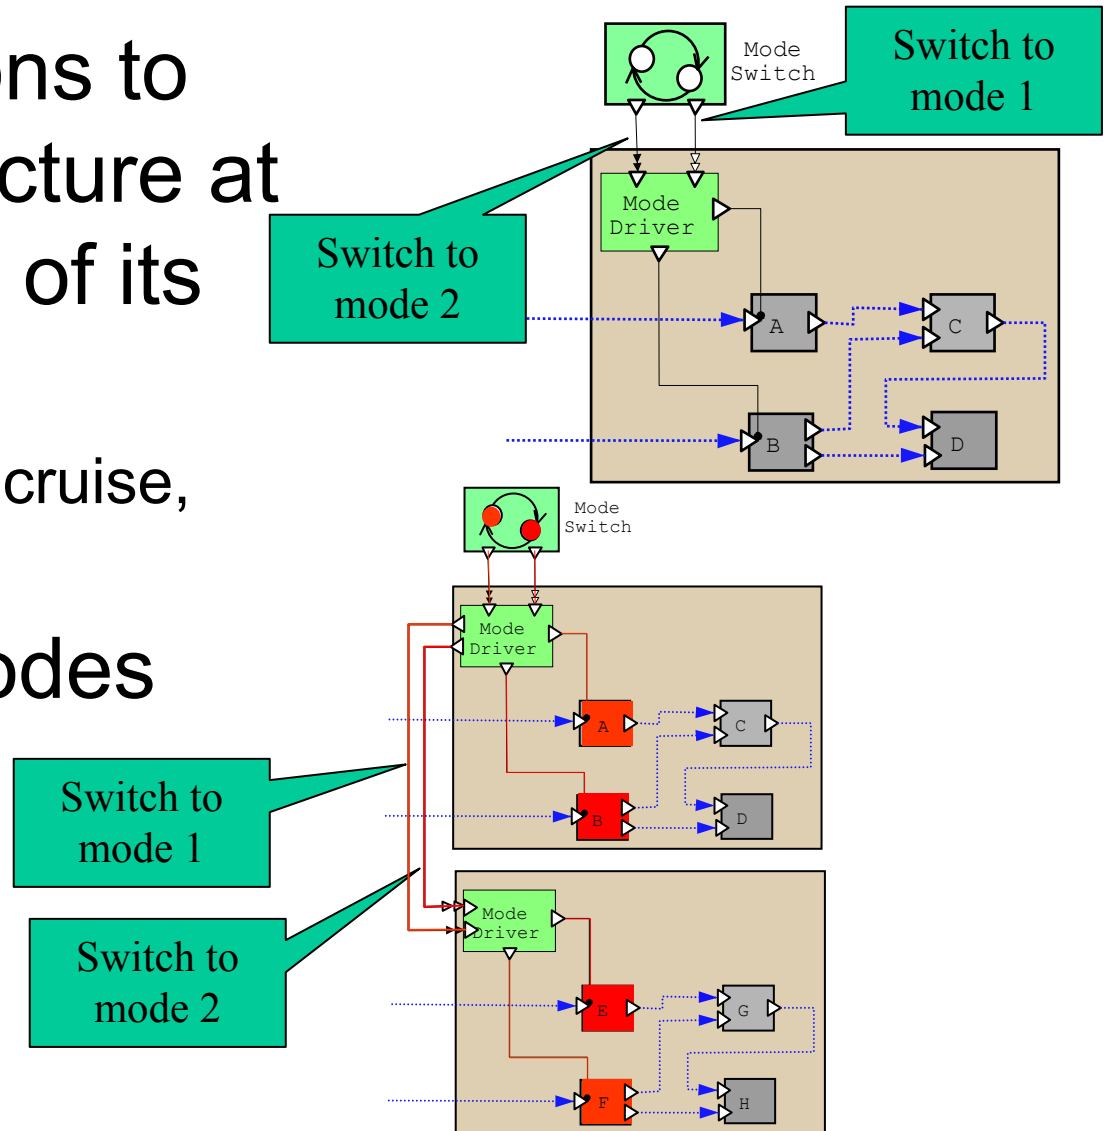 ons to
cture at
of its
cruise,
odes
Mode
Switch
Switch to
mode 1
Switch to
mode 2
Mode
Driver
A
C
B
D
Mode
Switch
Mode
Driver
A
C
B
D
Switch to
mode 1
Switch to
mode 2
Mode
Driver
E
G
F
H